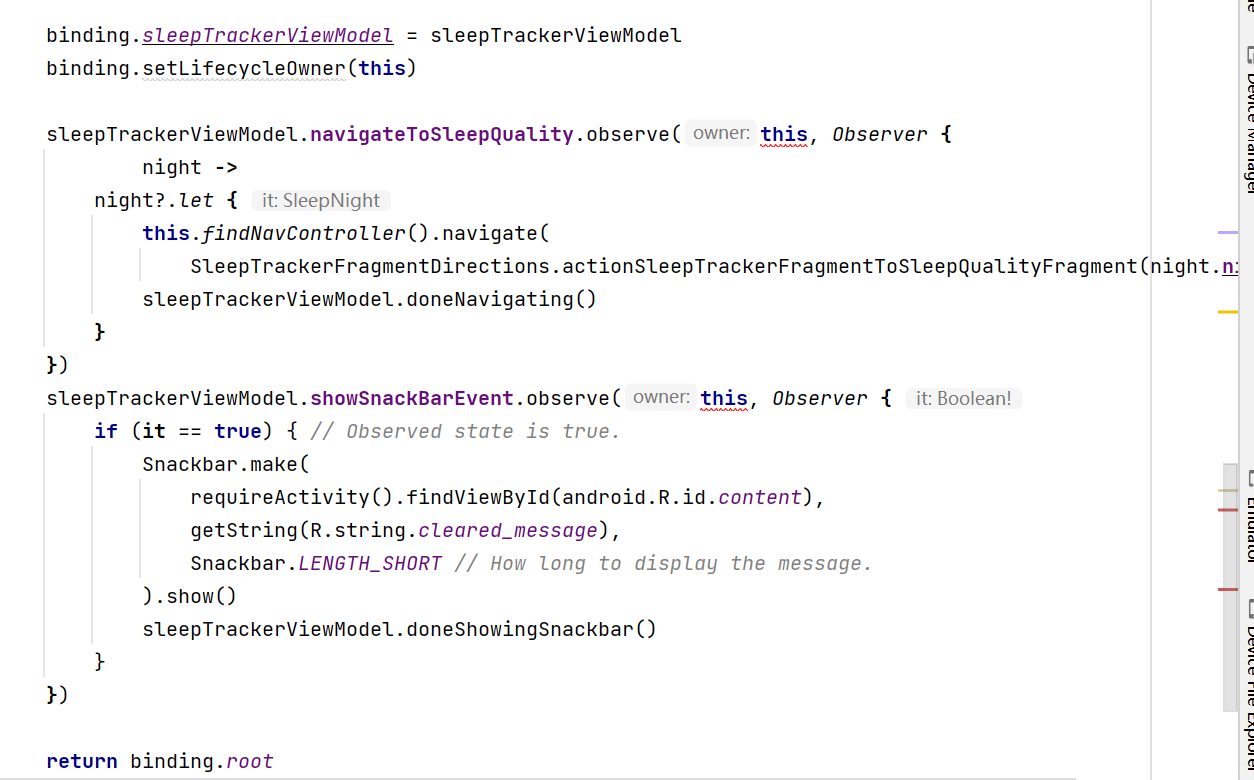 binding.sleepTrackerViewModel = sleepTrackerViewModel
binding.setLifecycleOwner(this)
sleepTrackerViewModel.navigateToSleepQuality.observe( owner: this, Observer {
night ->
night?.let { it: SleepNight
this.findNavController().navigate(
SleepTrackerFragmentDirections.actionSleepTrackerFragmentToSleepQualityFragment(night.
sleepTrackerViewModel.doneNavigating()
}
})
sleepTrackerViewModel.showSnackBarEvent.observe( owner: this, Observer { it: Boolean!
if (it == true) { // Observed state is true.
Snackbar.make(
requireActivity().findViewById(android.R.id.content),
getString(R.string.cleared_message),
Snackbar.LENGTH_SHORT // How long to display the message.
).show()
sleepTrackerViewModel.doneShowingSnackbar()
}
})
return binding.root
Device Manager
Emulator
Device File Explorer